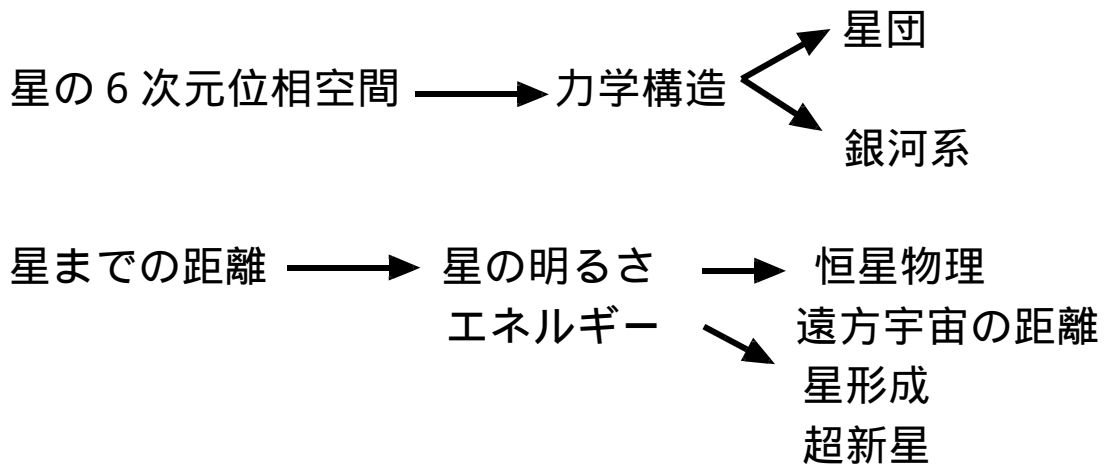 星団
星の６次元位相空間
力学構造
銀河系
星までの距離
星の明るさ
恒星物理
エネルギー
遠方宇宙の距離
星形成
超新星